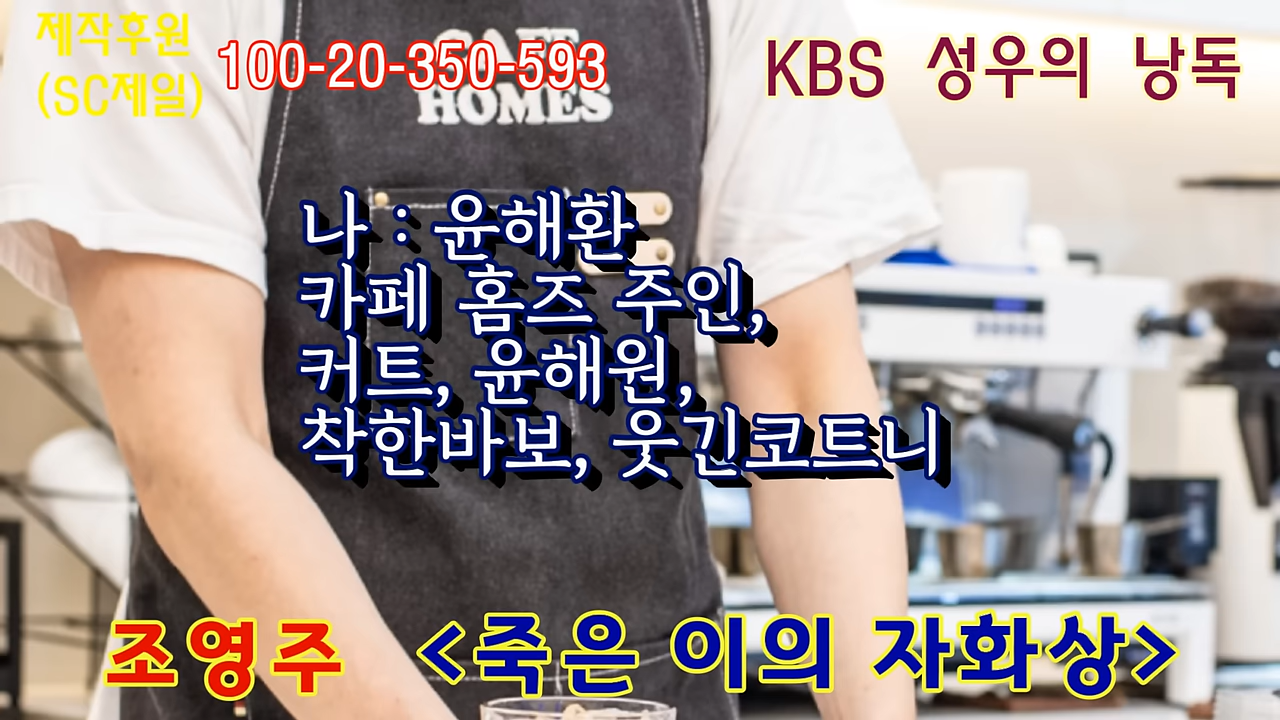 제작후원
(SC제일)
100-20-350-593
KBS 성우의 낭독
CAFE
HOMES
나 : 윤해환
카페 홈즈 주인,
커트, 윤해원,
착한바보, 웃긴코트니
조영주 <죽은 이의 자화상>